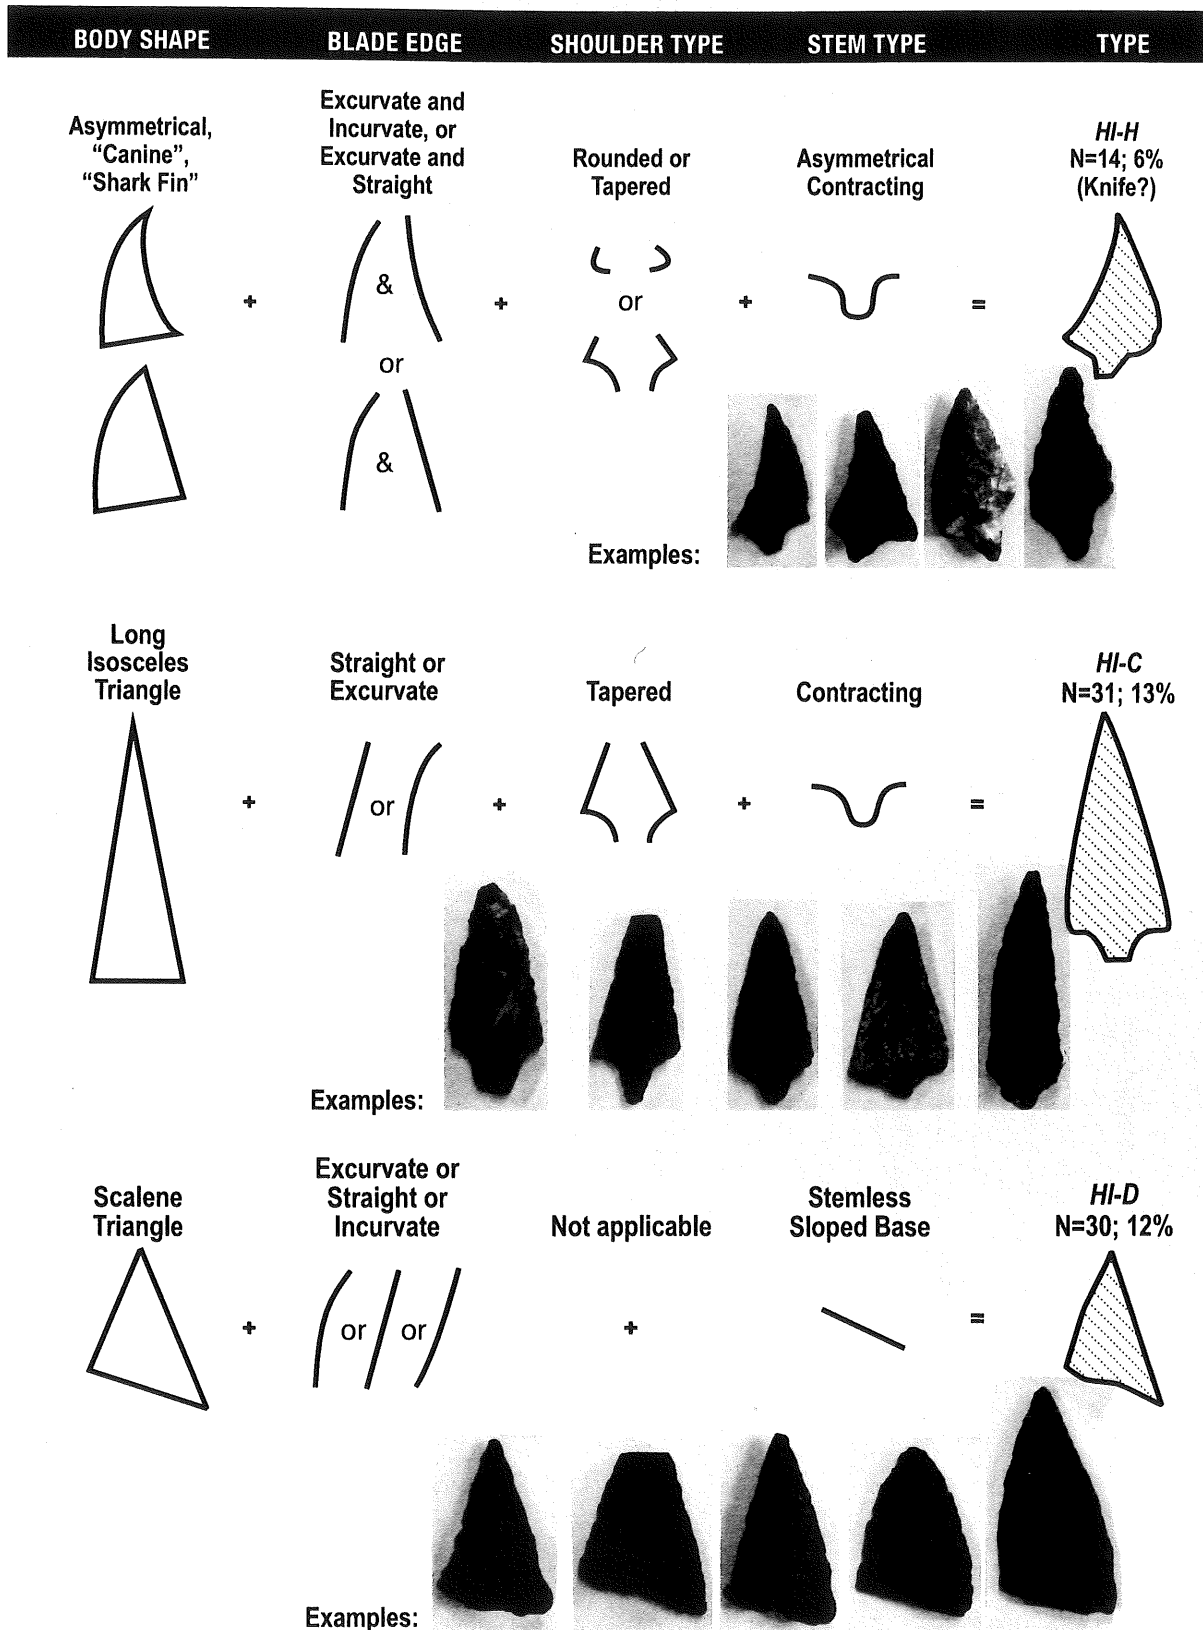 BODY SHAPE BLADE EDGE SHOULDER TYPE STEM TYPE TYPE
Asymmetrical,
“Canine”,
“Shark Fin”
Excurvate and
Incurvate, or
Excurvate and
Straight
Rounded or
Tapered
Asymmetrical
Contracting
HI-H
N=14; 6%
(Knife?)
&
or
&
+
+
or
+
=
Examples:
Long
Isosceles
Triangle
Straight or
Excurvate
Tapered
Contracting
HI-C
N=31; 13%
+
or
+
+
=
Examples:
Scalene
Triangle
Excurvate or
Straight or
Incurvate
Not applicable
Stemless
Sloped Base
HI-D
N=30; 12%
+
or or
+
=
Examples: